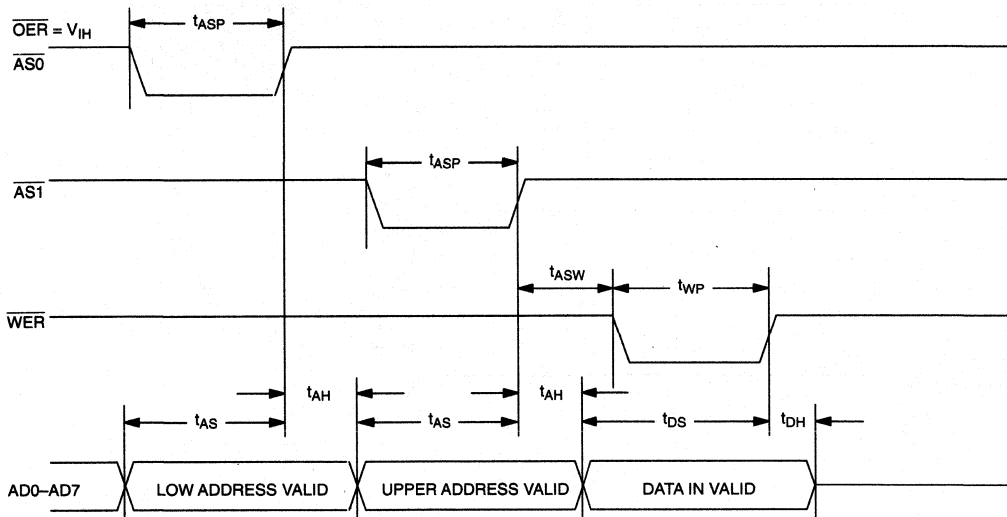 OER = VIH
tASP
AS0
tASP
AS1
tASW
tWP
WER
tAH
tAH
tAS
tAS
tDS
tDH
AD0–AD7
LOW ADDRESS VALID
UPPER ADDRESS VALID
DATA IN VALID